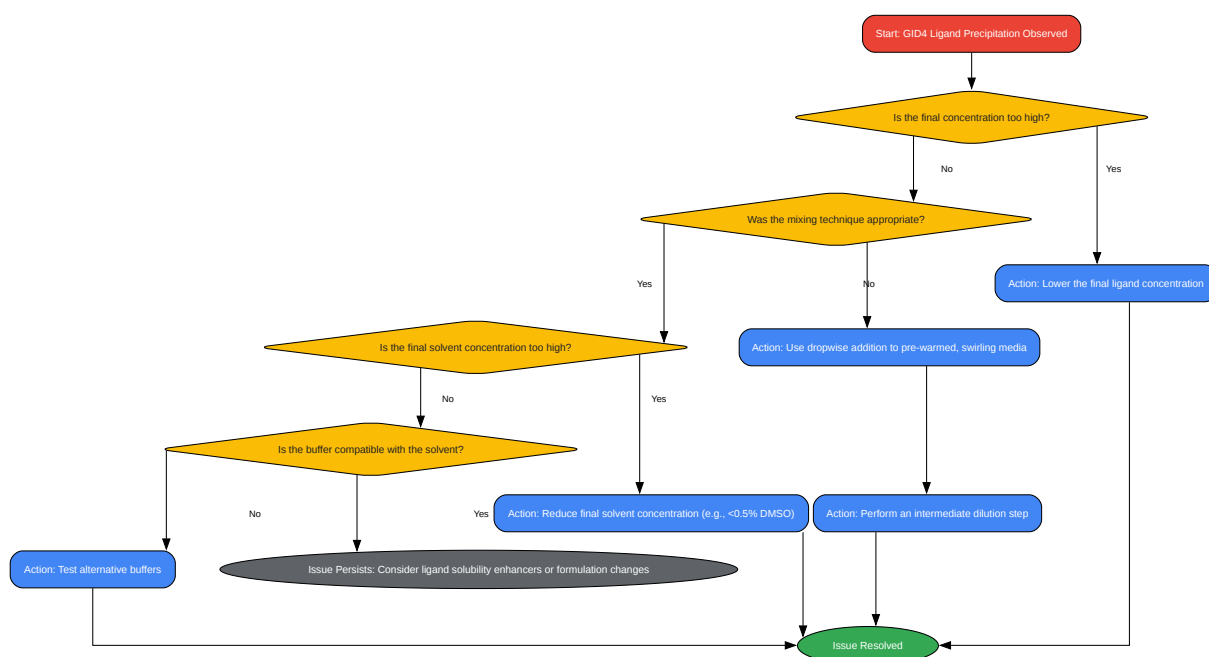 Start: GID4 Ligand Precipitation Observed
Is the final concentration too high?
No
Yes
Was the mixing technique appropriate?
Yes
No
Action: Lower the final ligand concentration
Is the final solvent concentration too high?
Action: Use dropwise addition to pre-warmed, swirling media
No
Yes
Is the buffer compatible with the solvent?
No
Yes
Action: Reduce final solvent concentration (e.g., <0.5% DMSO)
Action: Perform an intermediate dilution step
Action: Test alternative buffers
Issue Persists: Consider ligand solubility enhancers or formulation changes
Issue Resolved